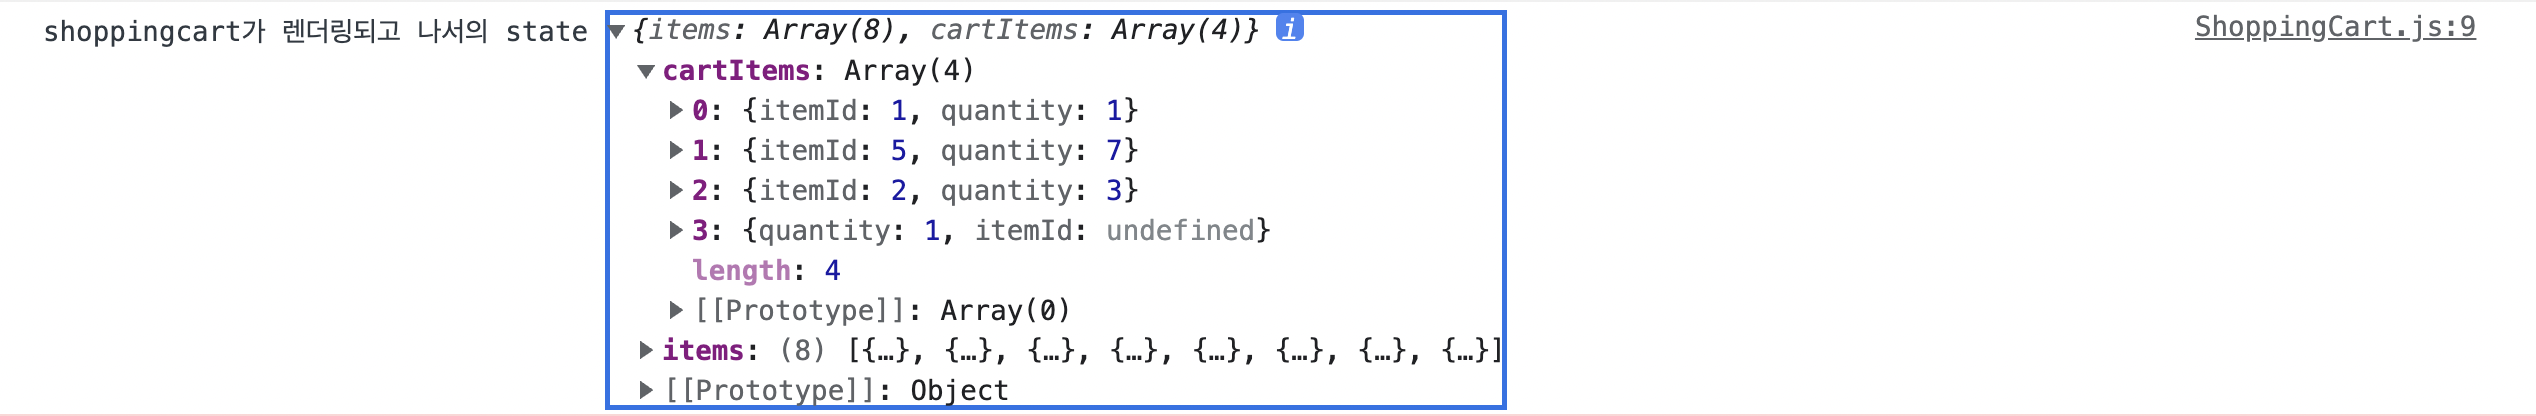 shoppingcart가 렌더링되고 나서의 state ▼{items: Array(8), cartItems: Array(4)} i ShoppingCart.js:9
▼cartItems: Array(4)
▶0: {itemId: 1, quantity: 1}
▶1: {itemId: 5, quantity: 7}
▶2: {itemId: 2, quantity: 3}
▶3: {quantity: 1, itemId: undefined}
length: 4
▶[[Prototype]]: Array(0)
▶items: (8) [{…}, {…}, {…}, {…}, {…}, {…}, {…}, {…}]
▶[[Prototype]]: Object